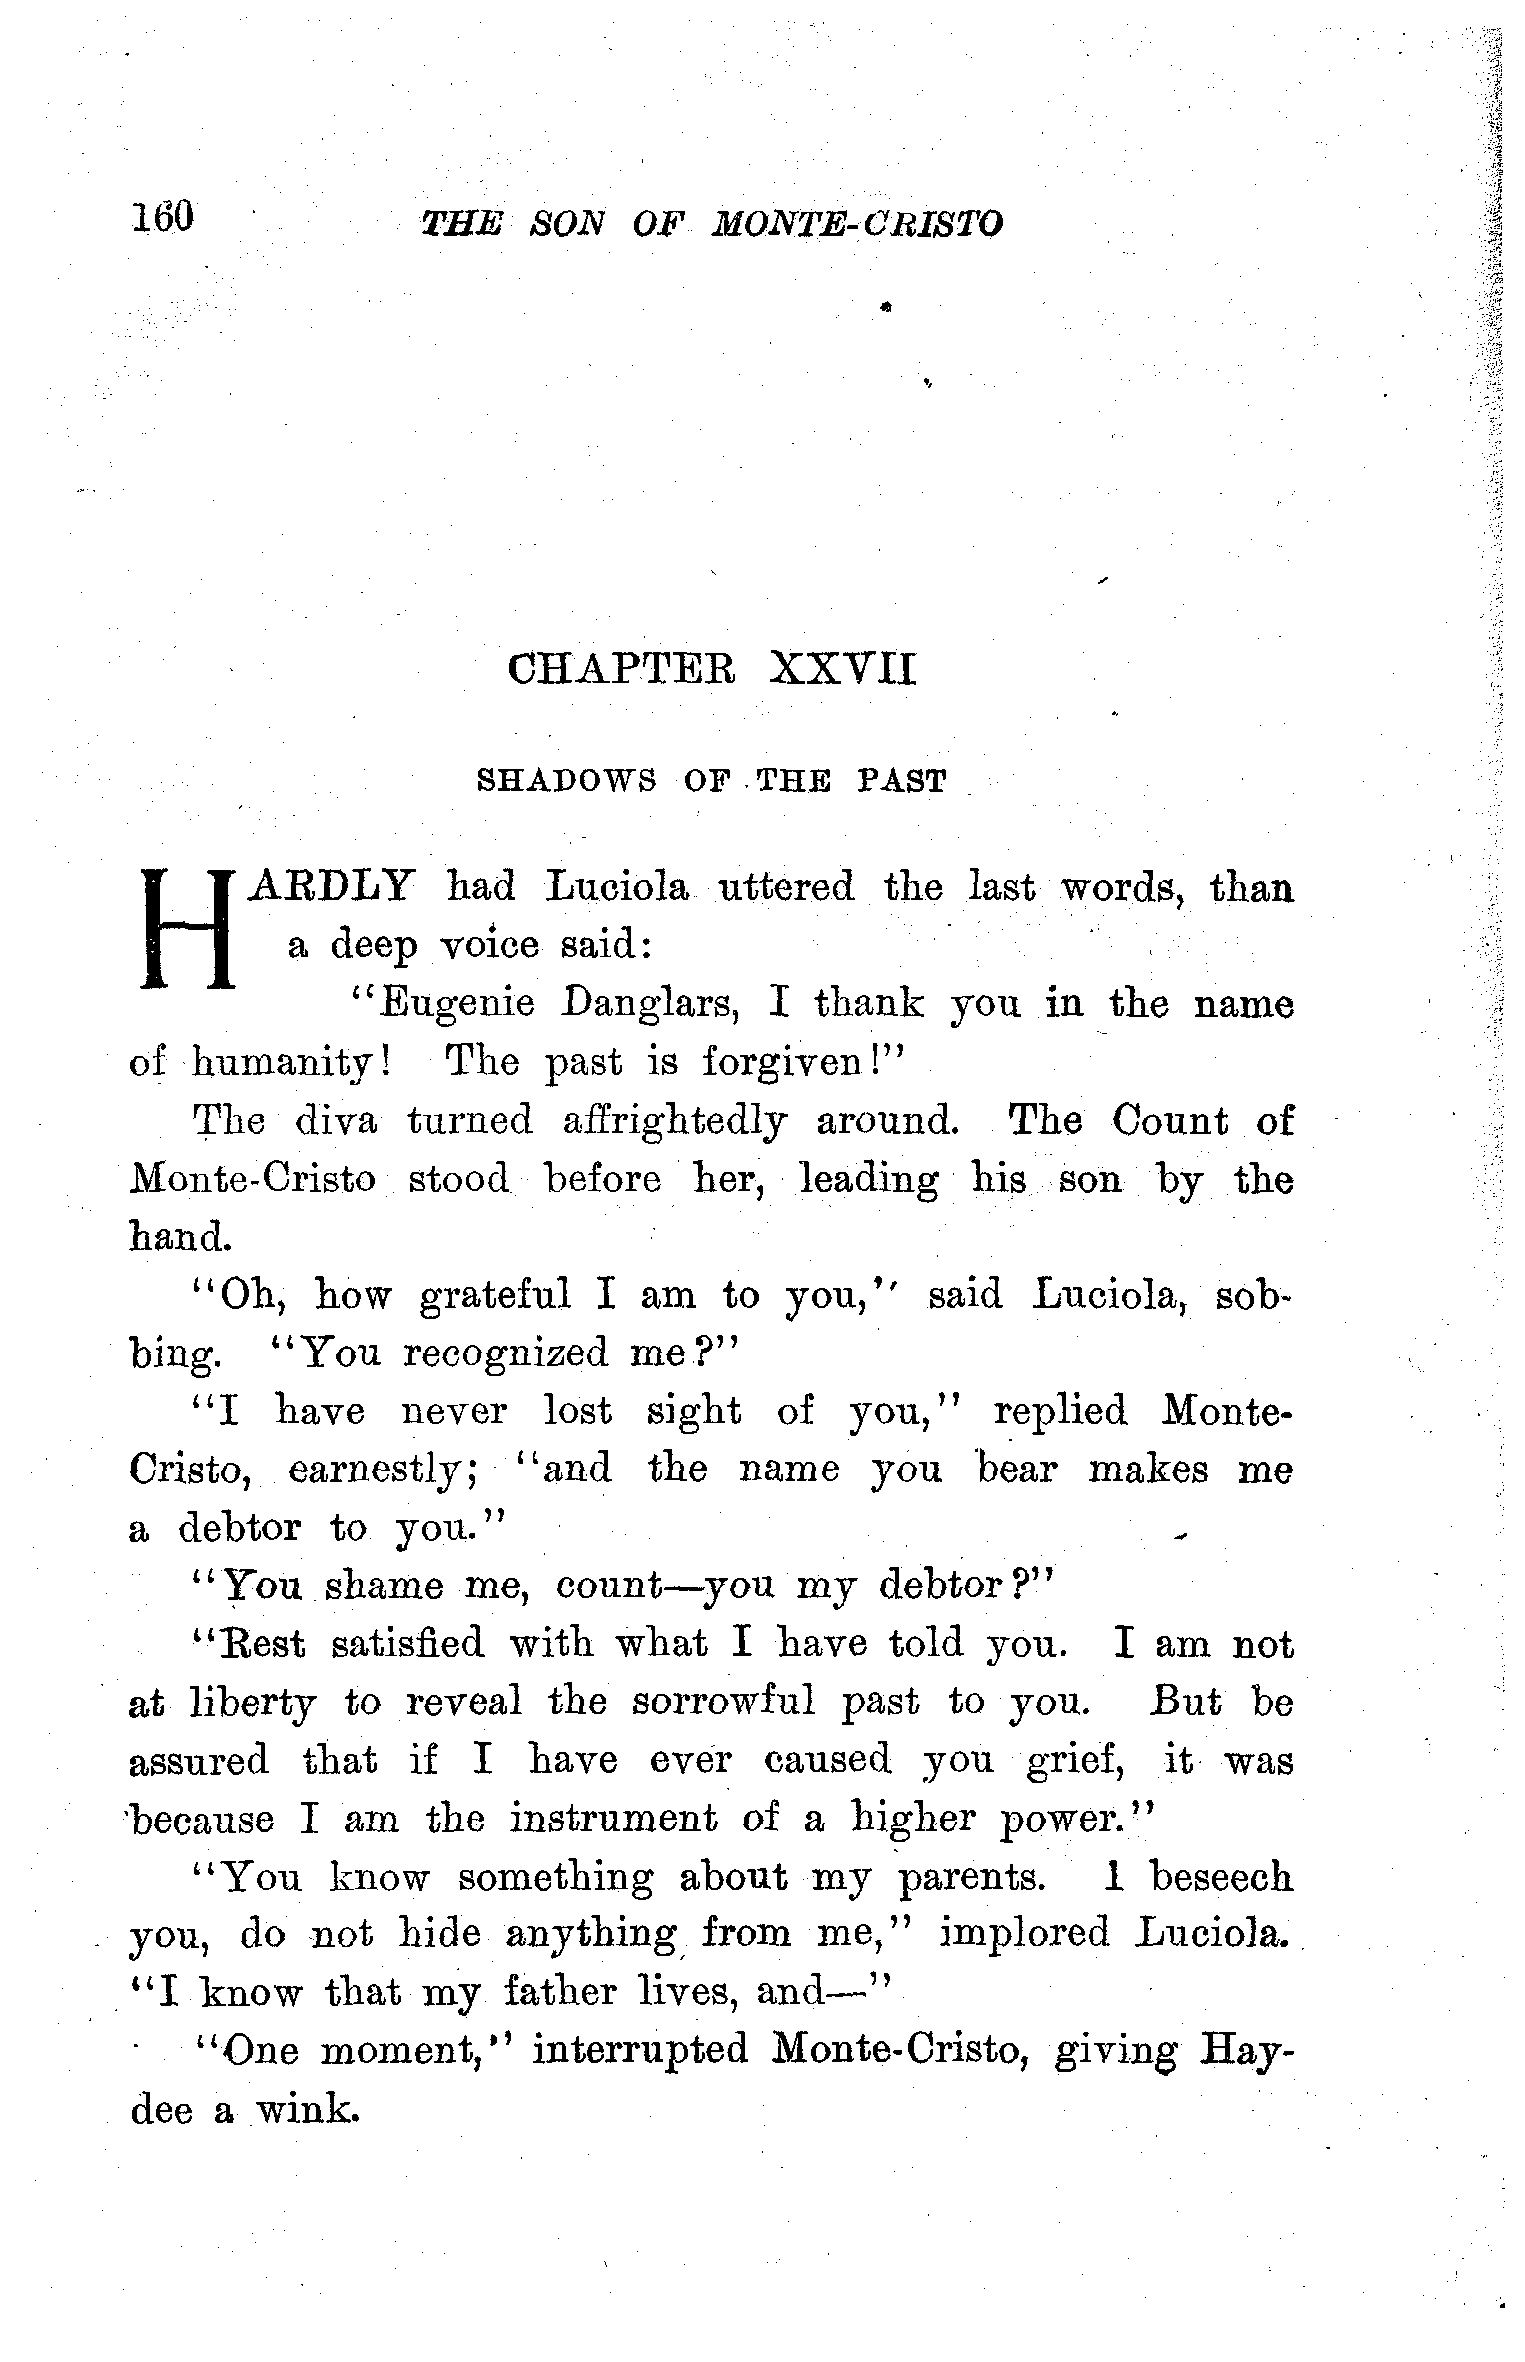 160 THE SON OF MONTE-CRISTO
CHAPTER XXVII
SHADOWS OF THE PAST
HARDLY had Luciola uttered the last words, than
a deep voice said:
"Eugenie Danglars, I thank you in the name
of humanity! The past is forgiven!"
The diva turned affrightedly around. The Count of
Monte-Cristo stood before her, leading his son by the
hand.
"Oh, how grateful I am to you," said Luciola, sob-
bing. "You recognized me?"
"I have never lost sight of you," replied Monte-
Cristo, earnestly; "and the name you bear makes me
a debtor to you."
"You shame me, count—you my debtor?"
"Rest satisfied with what I have told you. I am not
at liberty to reveal the sorrowful past to you. But be
assured that if I have ever caused you grief, it was
because I am the instrument of a higher power."
"You know something about my parents. I beseech
you, do not hide anything from me," implored Luciola.
"I know that my father lives, and—"
"One moment," interrupted Monte-Cristo, giving Hay-
dee a wink.